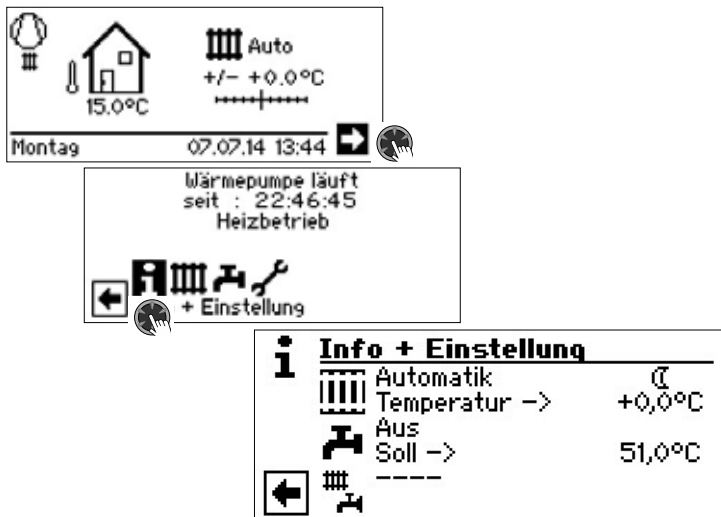 Auto
+/- +0.0°C
15.0°C
Montag 07.07.14 13:44
Wärmepumpe läuft
seit : 22:46:45
Heizbetrieb
+ Einstellung
i Info + Einstellung
Automatik
Temperatur -> +0,0°C
Aus
Soll -> 51,0°C
----